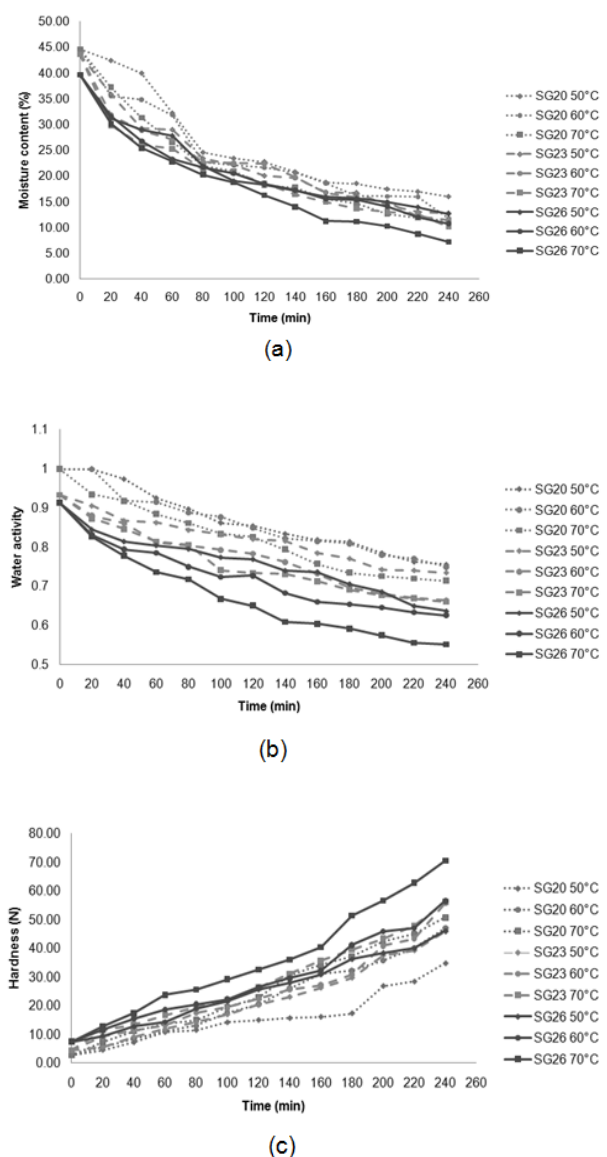 50.00
45.00
40.00
35.00
30.00
25.00
20.00
15.00
10.00
5.00
0.00
Moisture content (%)
0 20 40 60 80 100 120 140 160 180 200 220 240 260
Time (min)
SG20 50°C
SG20 60°C
SG20 70°C
SG23 50°C
SG23 60°C
SG23 70°C
SG26 50°C
SG26 60°C
SG26 70°C
(a)
1.1
1
0.9
0.8
0.7
0.6
0.5
Water activity
0 20 40 60 80 100 120 140 160 180 200 220 240 260
Time (min)
SG20 50°C
SG20 60°C
SG20 70°C
SG23 50°C
SG23 60°C
SG23 70°C
SG26 50°C
SG26 60°C
SG26 70°C
(b)
80.00
70.00
60.00
50.00
40.00
30.00
20.00
10.00
0.00
Hardness (N)
0 20 40 60 80 100 120 140 160 180 200 220 240 260
Time (min)
SG20 50°C
SG20 60°C
SG20 70°C
SG23 50°C
SG23 60°C
SG23 70°C
SG26 50°C
SG26 60°C
SG26 70°C
(c)